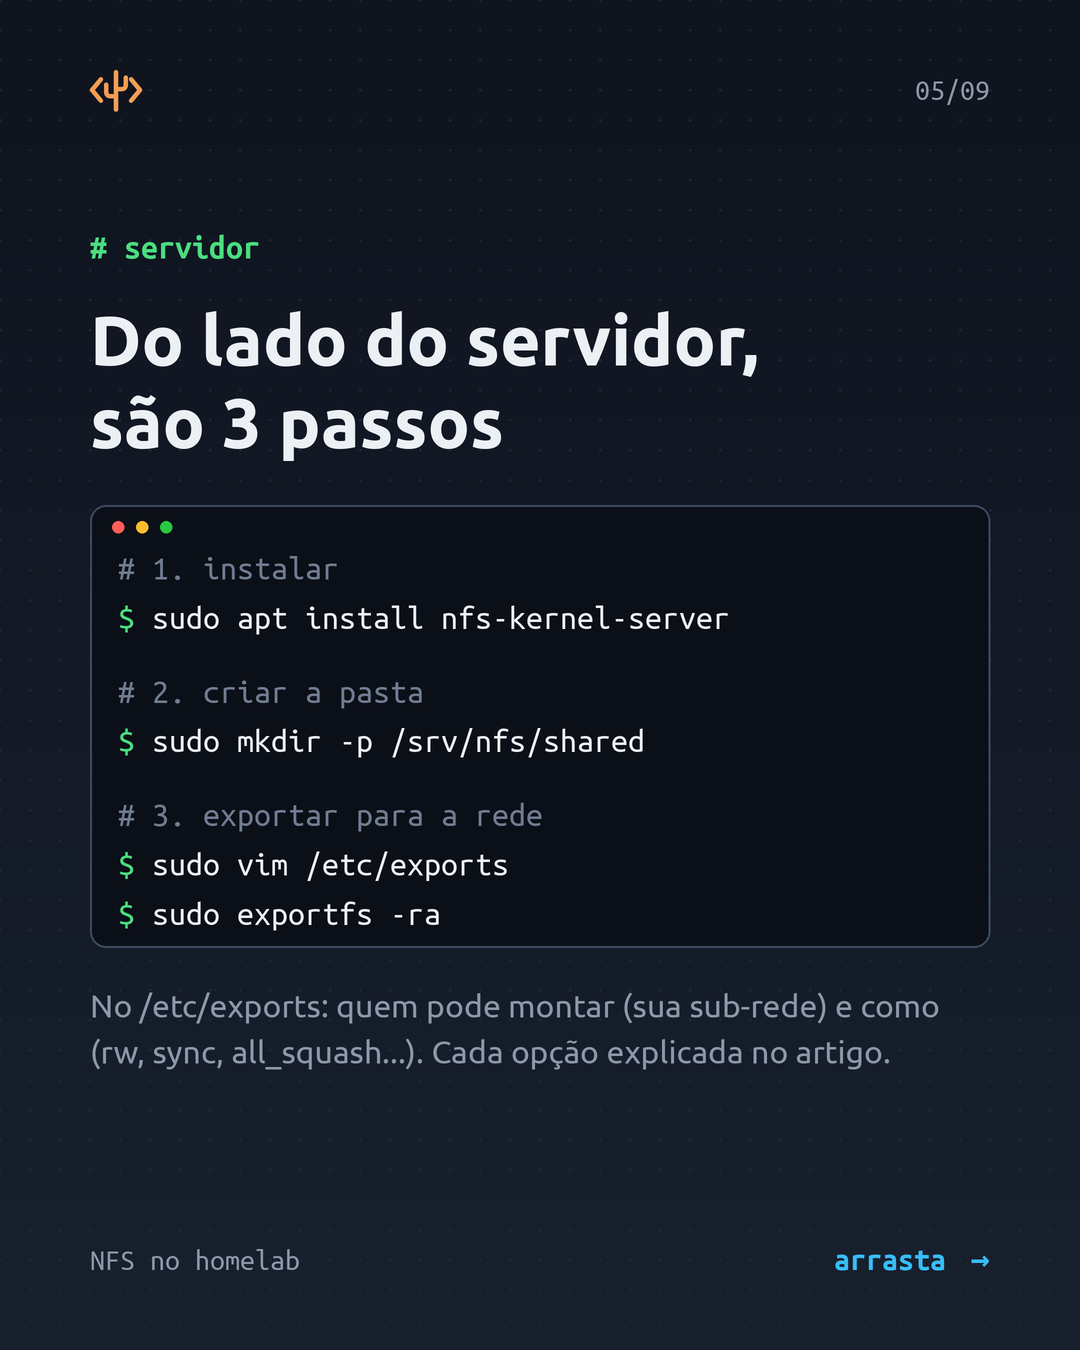 05/09
# servidor
Do lado do servidor,
são 3 passos
# 1. instalar
$ sudo apt install nfs-kernel-server
# 2. criar a pasta
$ sudo mkdir -p /srv/nfs/shared
# 3. exportar para a rede
$ sudo vim /etc/exports
$ sudo exportfs -ra
No /etc/exports: quem pode montar (sua sub-rede) e como
(rw, sync, all_squash...). Cada opção explicada no artigo.
NFS no homelab
arrasta →